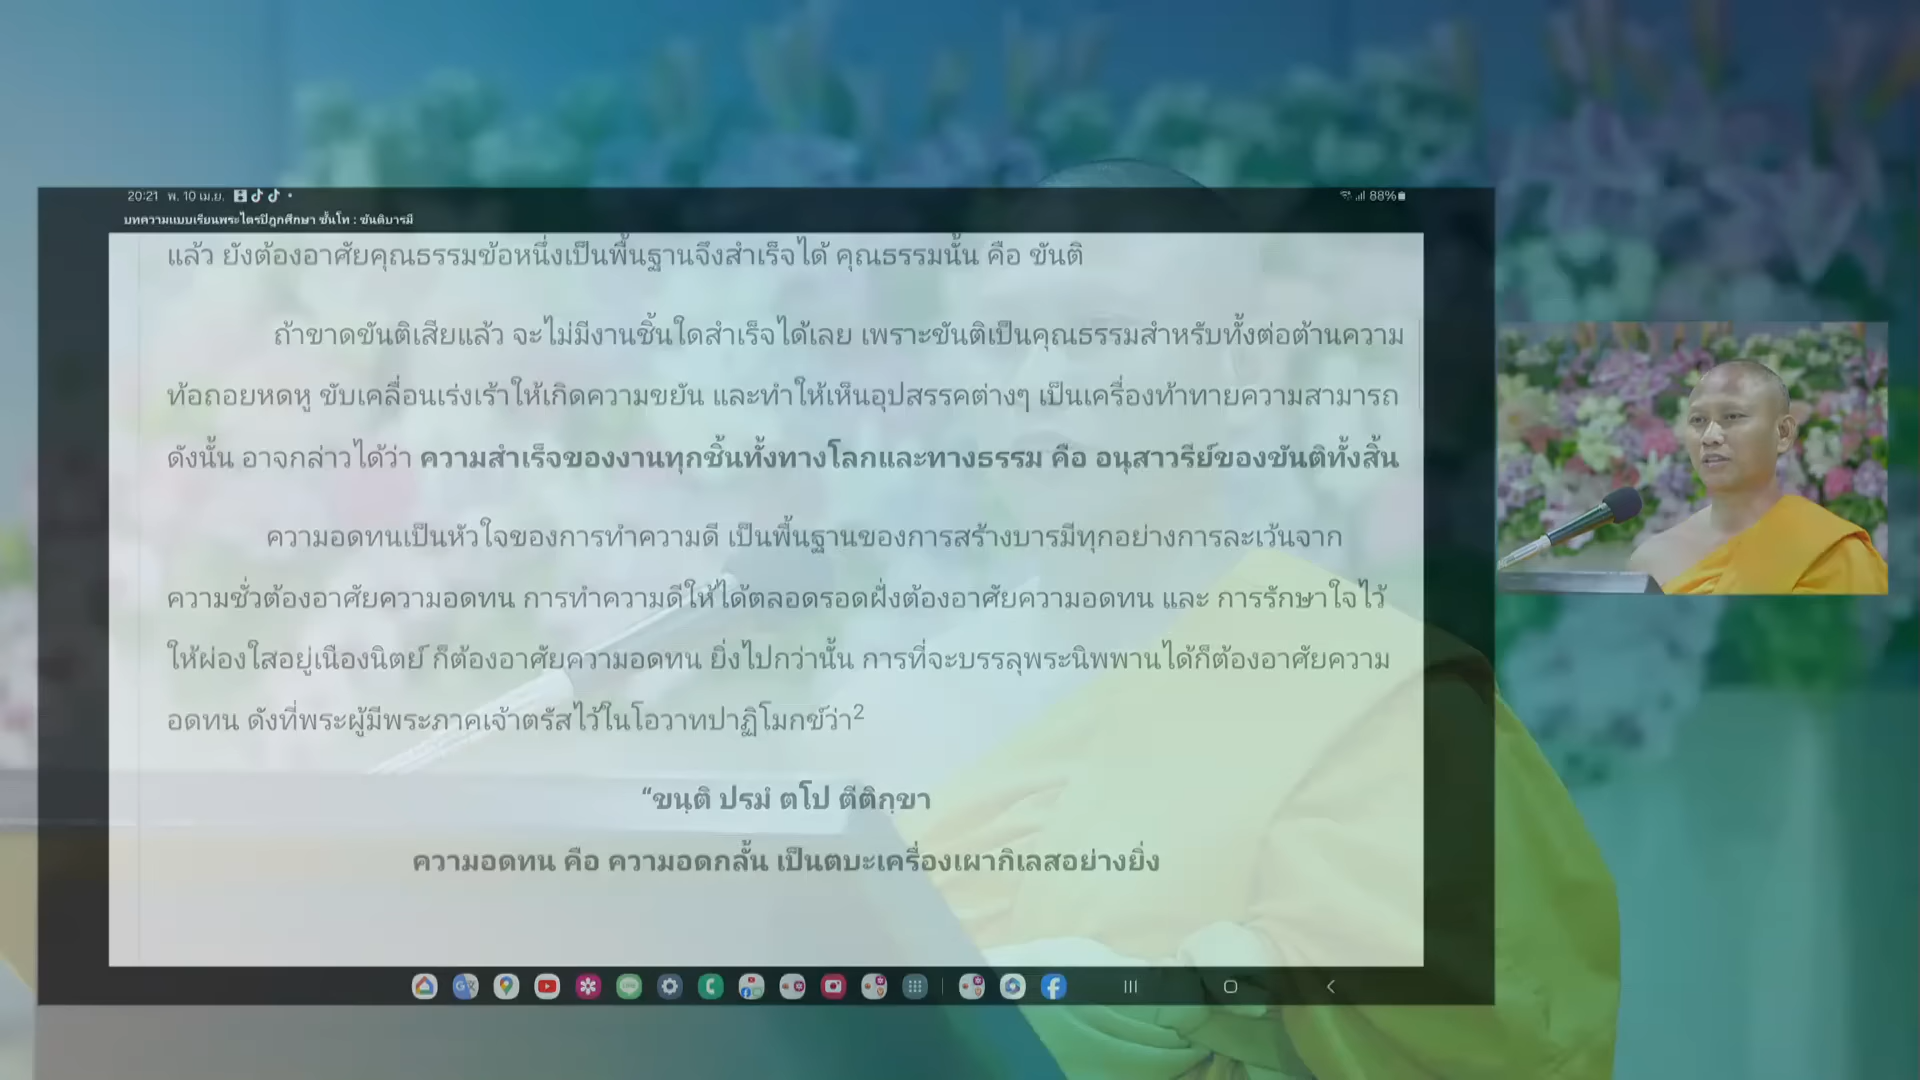 20:21 พ. 10 เม.ย.
88%
บทความแบบเรียนพระไตรปิฎกศึกษา ชั้นโท : ขันติบารมี
แล้ว ยังต้องอาศัยคุณธรรมข้อหนึ่งเป็นพื้นฐานจึงสำเร็จได้ คุณธรรมนั้น คือ ขันติ
ถ้าขาดขันติเสียแล้ว จะไม่มีงานชิ้นใดสำเร็จได้เลย เพราะขันติเป็นคุณธรรมสำหรับทั้งต่อต้านความ
ท้อถอยหดหู่ ขับเคลื่อนเร่งเร้าให้เกิดความขยัน และทำให้เห็นอุปสรรคต่างๆ เป็นเครื่องท้าทายความสามารถ
ดังนั้น อาจกล่าวได้ว่า ความสำเร็จของงานทุกชิ้นทั้งทางโลกและทางธรรม คือ อนุสาวรีย์ของขันติทั้งสิ้น
ความอดทนเป็นหัวใจของการทำความดี เป็นพื้นฐานของการสร้างบารมีทุกอย่างการละเว้นจาก
ความชั่วต้องอาศัยความอดทน การทำความดีให้ได้ตลอดรอดฝั่งต้องอาศัยความอดทน และ การรักษาใจไว้
ให้ผ่องใสอยู่เนืองนิตย์ ก็ต้องอาศัยความอดทน ยิ่งไปกว่านั้น การที่จะบรรลุพระนิพพานได้ก็ต้องอาศัยความ
อดทน ดังที่พระผู้มีพระภาคเจ้าตรัสไว้ในโอวาทปาฏิโมกข์ว่า2
“ขนฺติ ปรมํ ตโป ตีติกฺขา
ความอดทน คือ ความอดกลั้น เป็นตบะเครื่องเผากิเลสอย่างยิ่ง